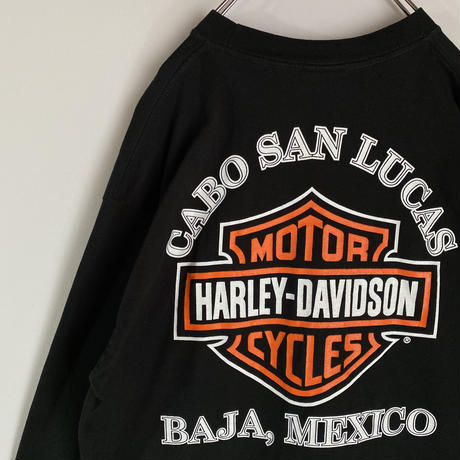 CABO SAN LUCAS
MOTOR
HARLEY-DAVIDSON
CYCLES
®
BAJA, MEXICO